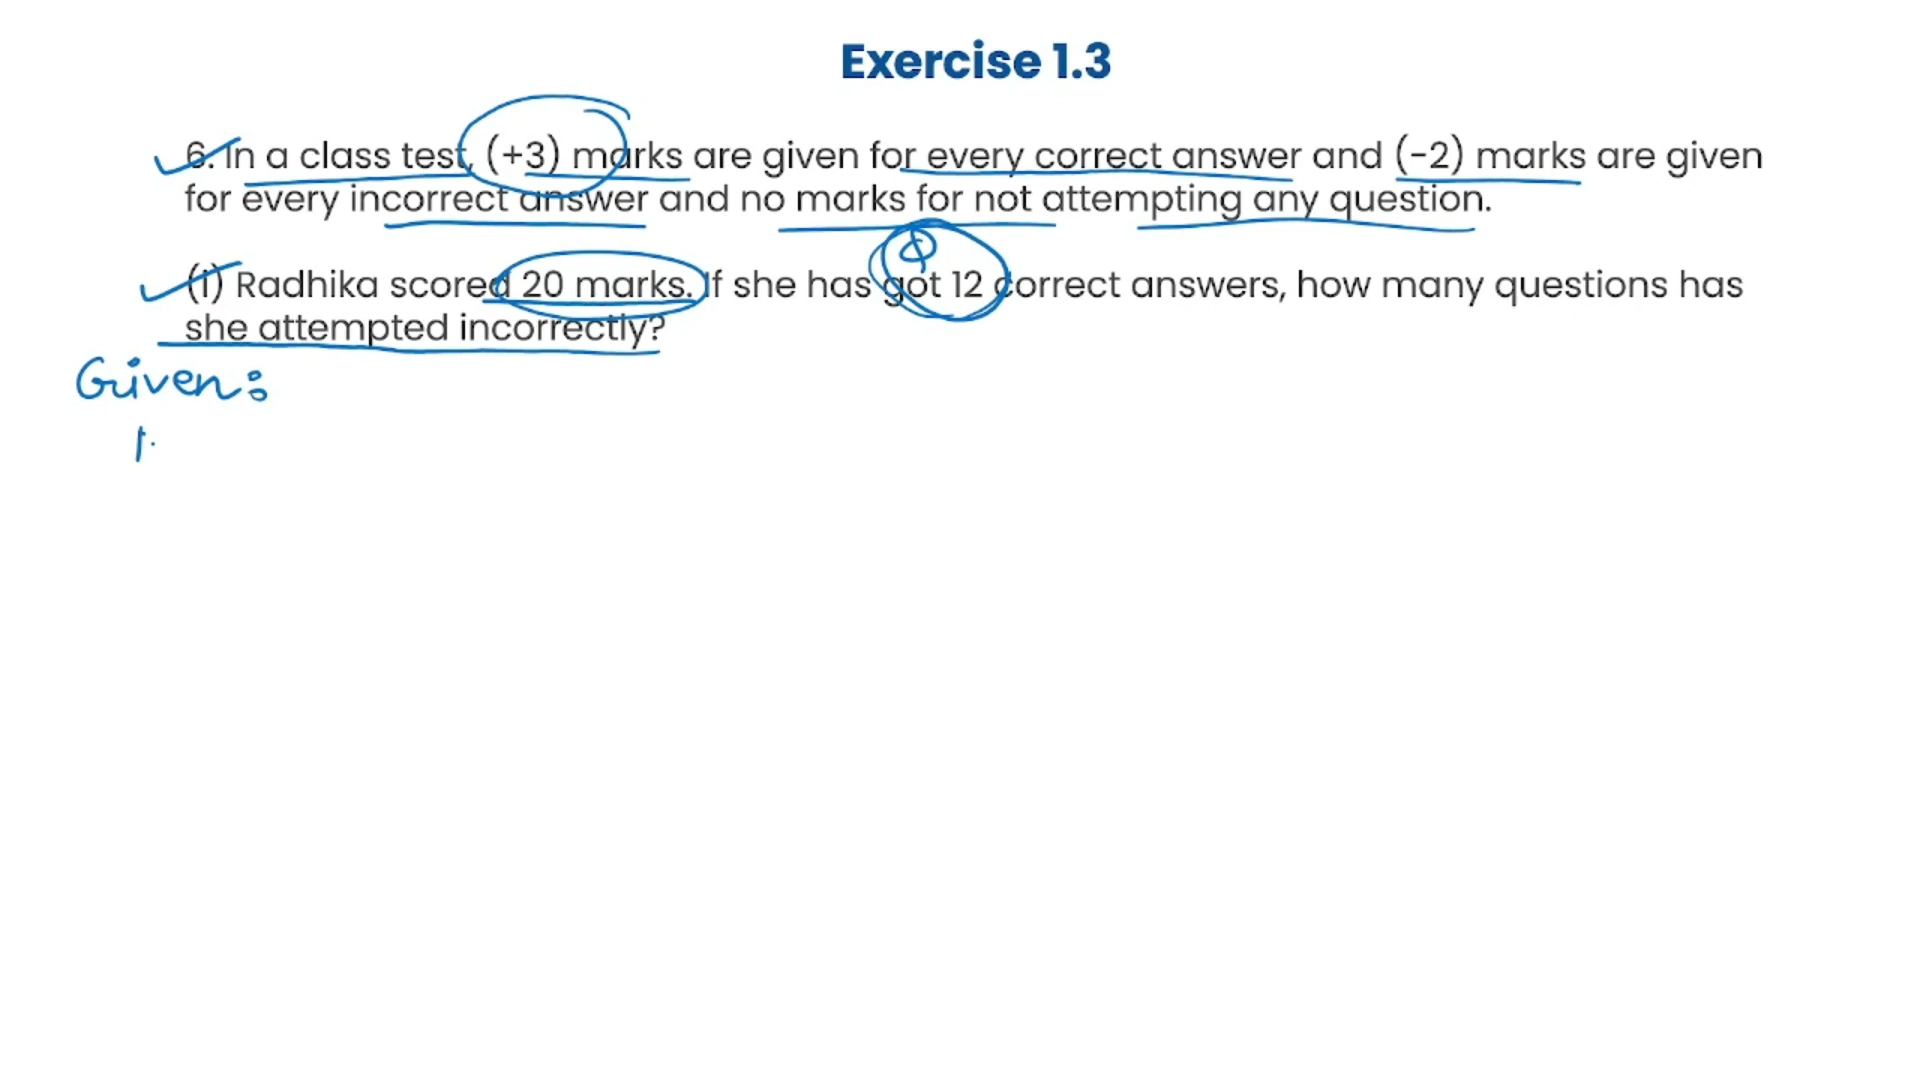 Exercise 1.3
6. In a class test, (+3) marks are given for every correct answer and (-2) marks are given
for every incorrect answer and no marks for not attempting any question.
(i) Radhika scored 20 marks. If she has got 12 correct answers, how many questions has
she attempted incorrectly?
Given: